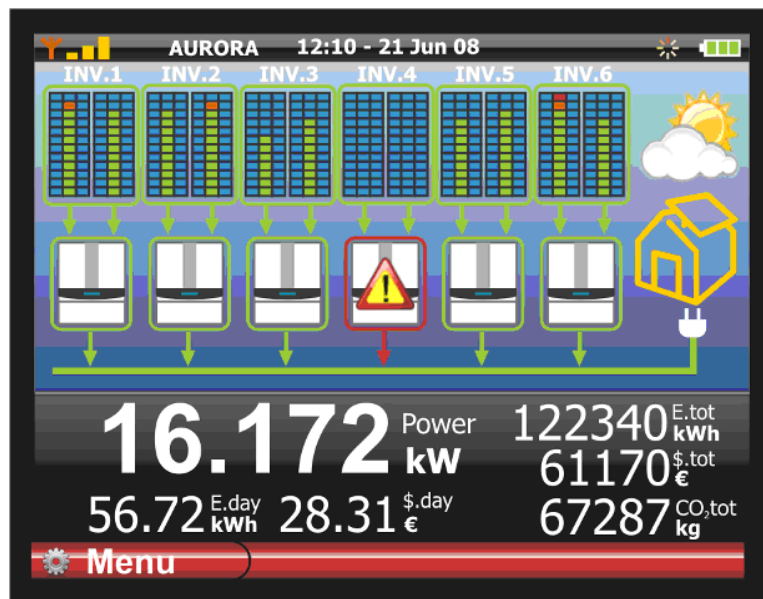 AURORA 12:10 - 21 Jun 08
INV.1 INV.2 INV.3 INV.4 INV.5 INV.6
16.172 Power kW
122340 E.tot kWh
61170 $.tot €
56.72 E.day kWh 28.31 $.day €
67287 CO₂tot kg
Menu